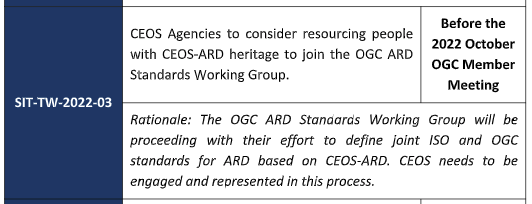 SIT-TW-2022-03
CEOS Agencies to consider resourcing people
with CEOS-ARD heritage to join the OGC ARD
Standards Working Group.
Before the
2022 October
OGC Member
Meeting
Rationale: The OGC ARD Standards Working Group will be
proceeding with their effort to define joint ISO and OGC
standards for ARD based on CEOS-ARD. CEOS needs to be
engaged and represented in this process.